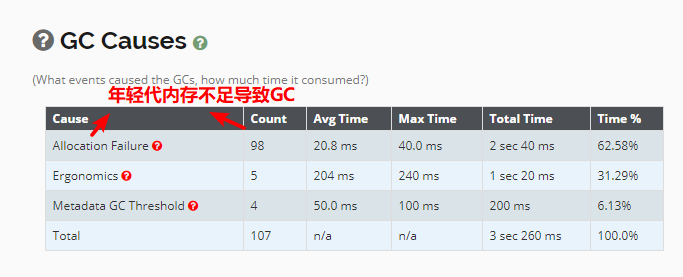 GC Causes
(What events caused the GCs, how much time it consumed?)
年轻代内存不足导致GC
Cause Count Avg Time Max Time Total Time Time %
Allocation Failure 98 20.8 ms 40.0 ms 2 sec 40 ms 62.58%
Ergonomics 5 204 ms 240 ms 1 sec 20 ms 31.29%
Metadata GC Threshold 4 50.0 ms 100 ms 200 ms 6.13%
Total 107 n/a n/a 3 sec 260 ms 100.0%